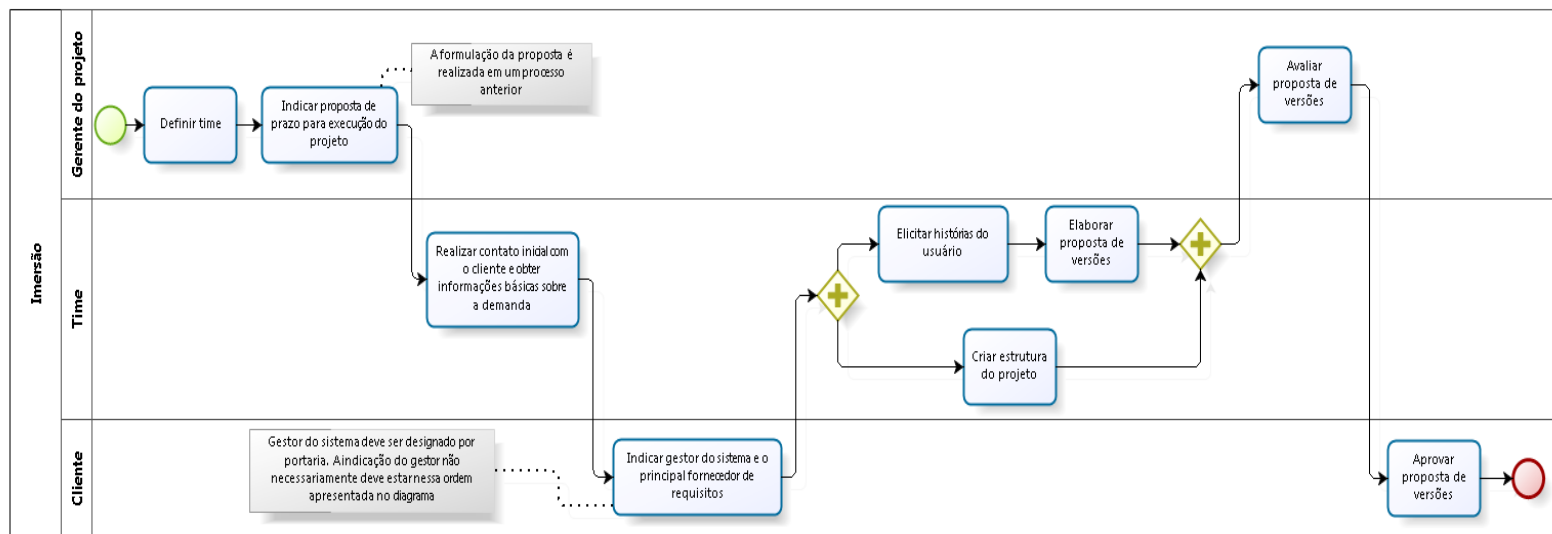 Imersão
Gerente do projeto
Definir time
Indicar proposta de
prazo para execução do
projeto
A formulação da proposta é
realizada em um processo
anterior
Avaliar
proposta de
versões
Time
Realizar contato inicial com
o cliente e obter
informações básicas sobre
a demanda
Elicitar histórias do
usuário
Elaborar
proposta de
versões
Criar estrutura
do projeto
Cliente
Gestor do sistema deve ser designado por
portaria. A indicação do gestor não
necessariamente deve estar nessa ordem
apresentada no diagrama
Indicar gestor do sistema e o
principal fornecedor de
requisitos
Aprovar
proposta de
versões